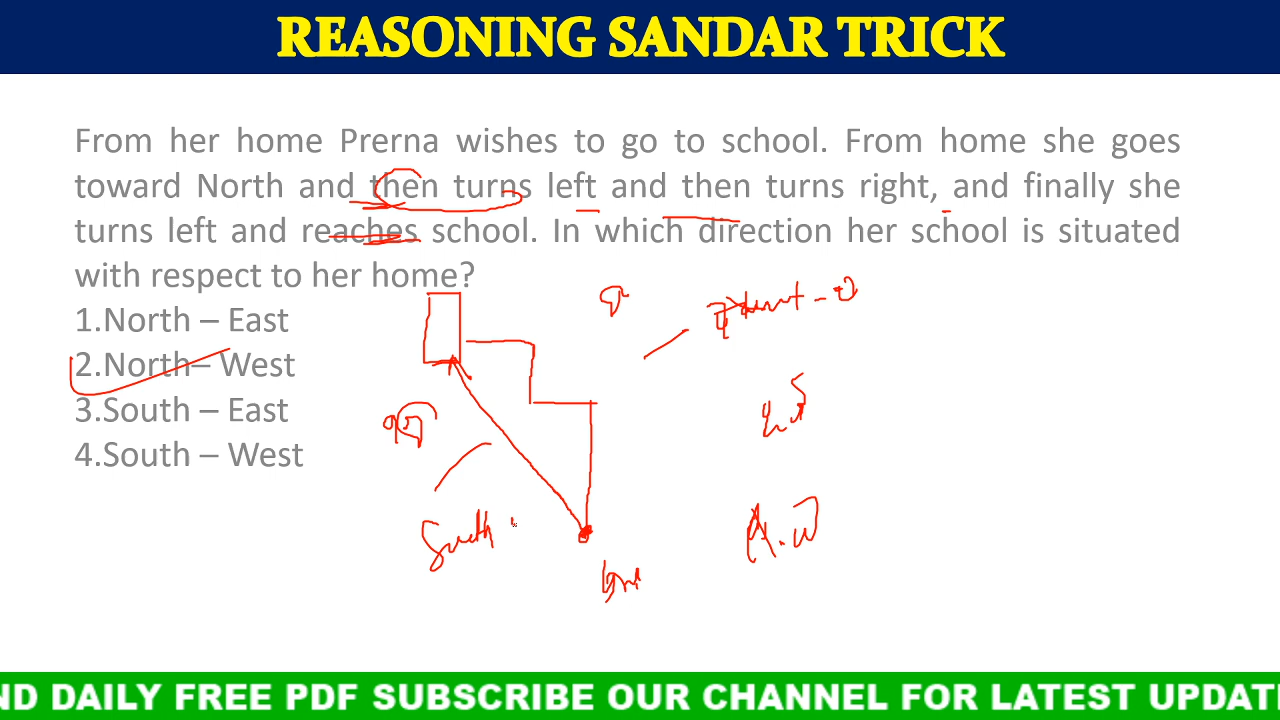 REASONING SANDAR TRICK
From her home Prerna wishes to go to school. From home she goes
toward North and then turns left and then turns right, and finally she
turns left and reaches school. In which direction her school is situated
with respect to her home?
1.North – East
2.North– West
3.South – East
4.South – West
South
ND DAILY FREE PDF SUBSCRIBE OUR CHANNEL FOR LATEST UPDAT